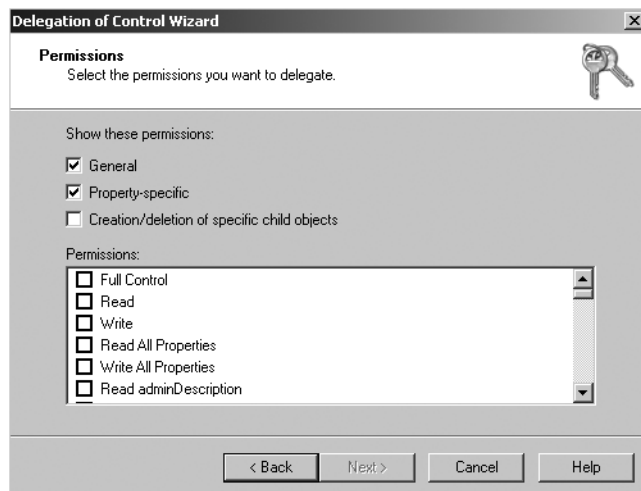 Delegation of Control Wizard
Permissions
Select the permissions you want to delegate.
Show these permissions:
General
Property-specific
Creation/deletion of specific child objects
Permissions:
Full Control
Read
Write
Read All Properties
Write All Properties
Read adminDescription
< Back Next > Cancel Help